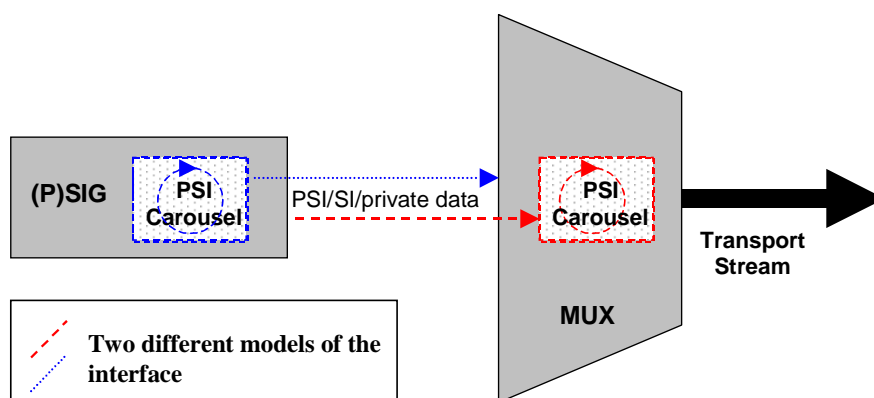 (P)SIG
PSI
Carousel
PSI/SI/private data
PSI
Carousel
MUX
Transport
Stream
Two different models of the
interface